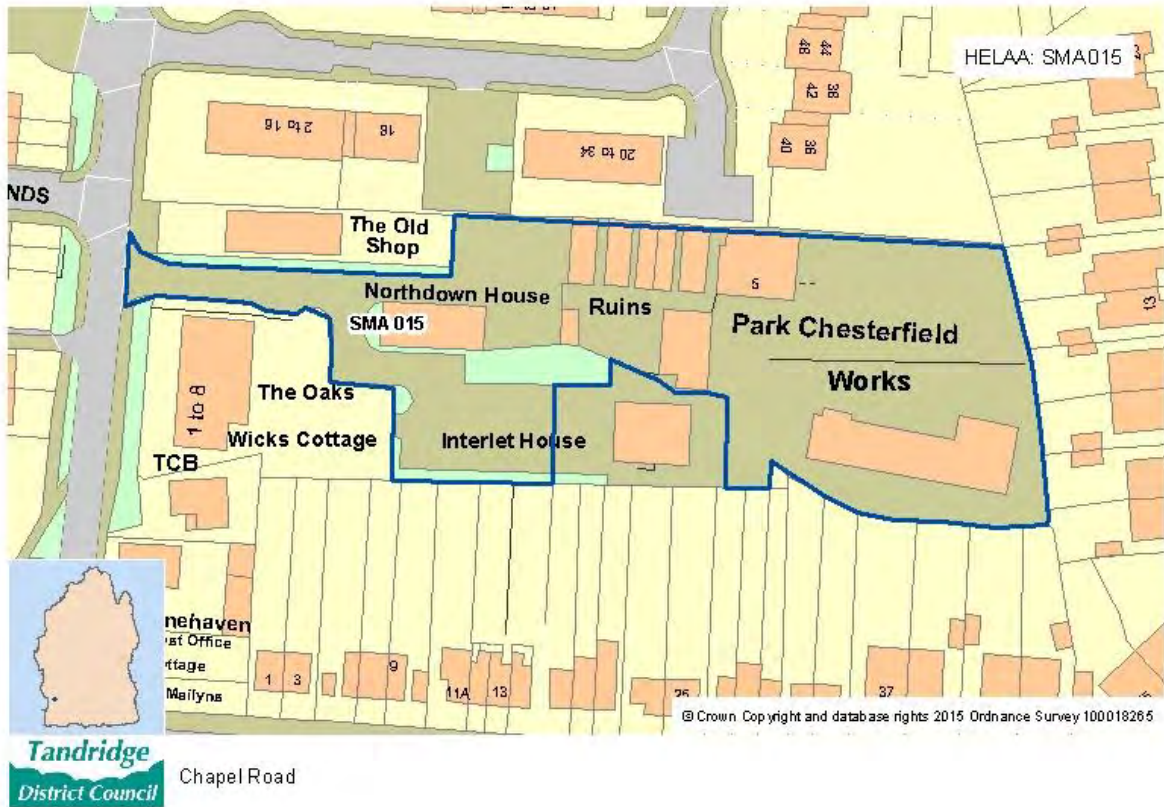 HELAA: SMA015
48
44
42
38
40
36
2 to 16
18
20 to 34
NDS
The Old
Shop
Northdown House
Ruins
5
SMA 015
Park Chesterfield
Works
13
1 to 8
The Oaks
Wicks Cottage
Interlet House
TCB
nehaven
st Office
ttage
Mailyns
1
3
9
11A
13
25
37
© Crown Copyright and database rights 2015 Ordnance Survey 100018265
Tandridge
District Council
Chapel Road